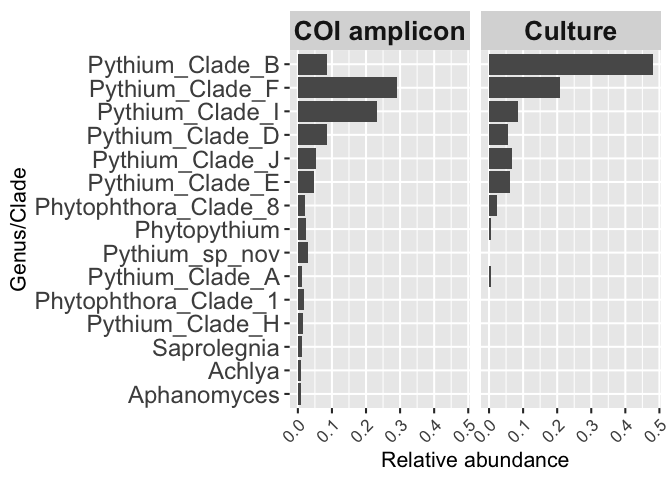 COI amplicon
Culture
Genus/Clade
Pythium_Clade_B
Pythium_Clade_F
Pythium_Clade_I
Pythium_Clade_D
Pythium_Clade_J
Pythium_Clade_E
Phytophthora_Clade_8
Phytopythium
Pythium_sp_nov
Pythium_Clade_A
Phytophthora_Clade_1
Pythium_Clade_H
Saprolegnia
Achlya
Aphanomyces
0.0 0.1 0.2 0.3 0.4 0.5
0.0 0.1 0.2 0.3 0.4 0.5
Relative abundance